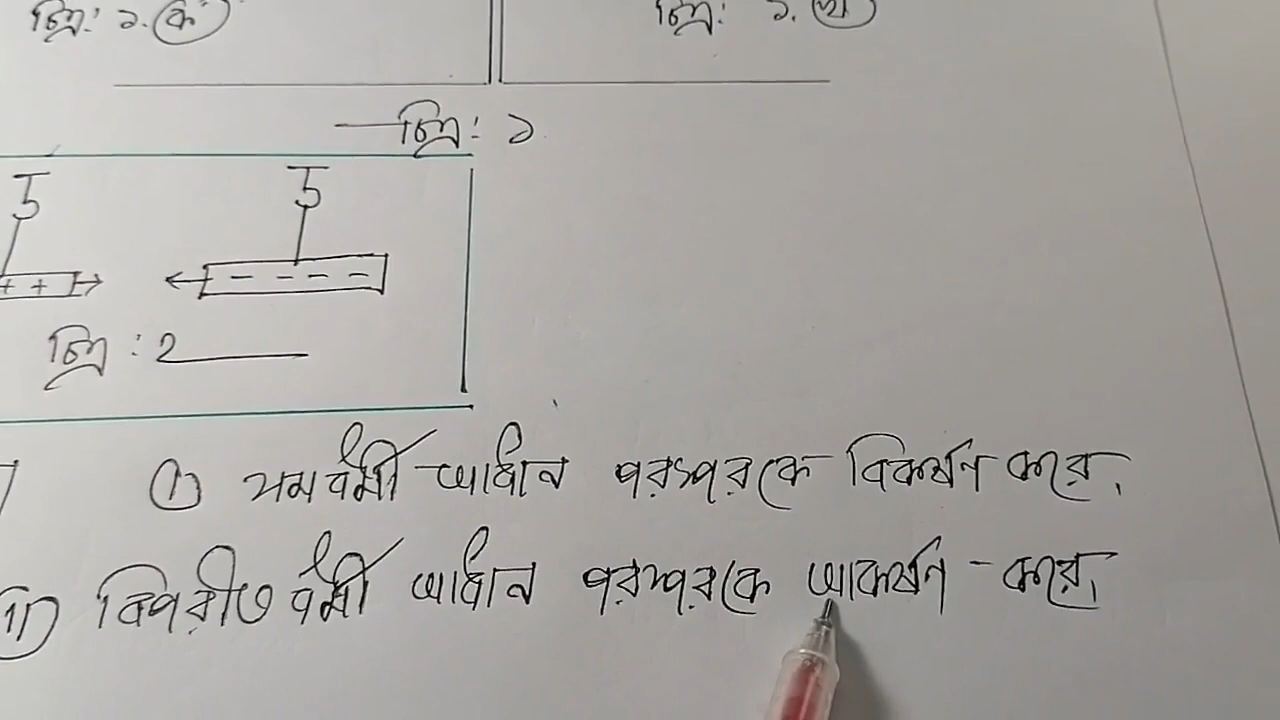 চিত্র: ১. ক চিত্র: ১. খ
চিত্র: ১
+ + - - - -
চিত্র : 2
i) সমধর্মী আধান পরস্পরকে বিকর্ষণ করে।
ii) বিপরীত ধর্মী আধান পরস্পরকে আকর্ষণ - করে।